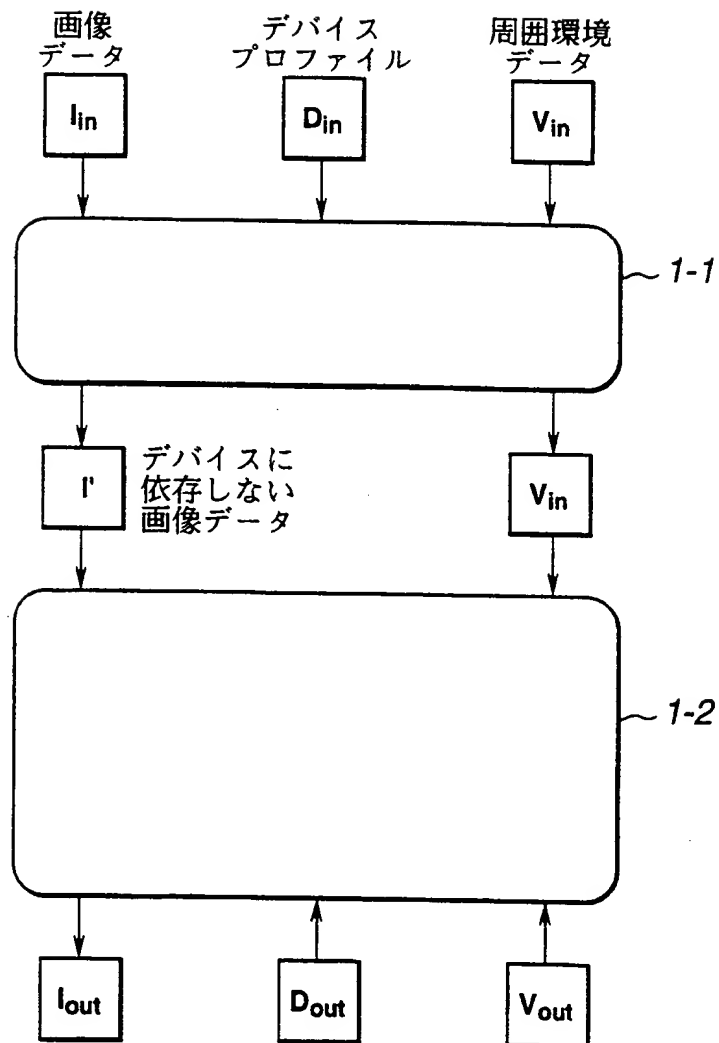 画像
データ
デバイス
プロファイル
周囲環境
データ
Iin
Din
Vin
1-1
I'
デバイスに
依存しない
画像データ
Vin
1-2
Iout
Dout
Vout